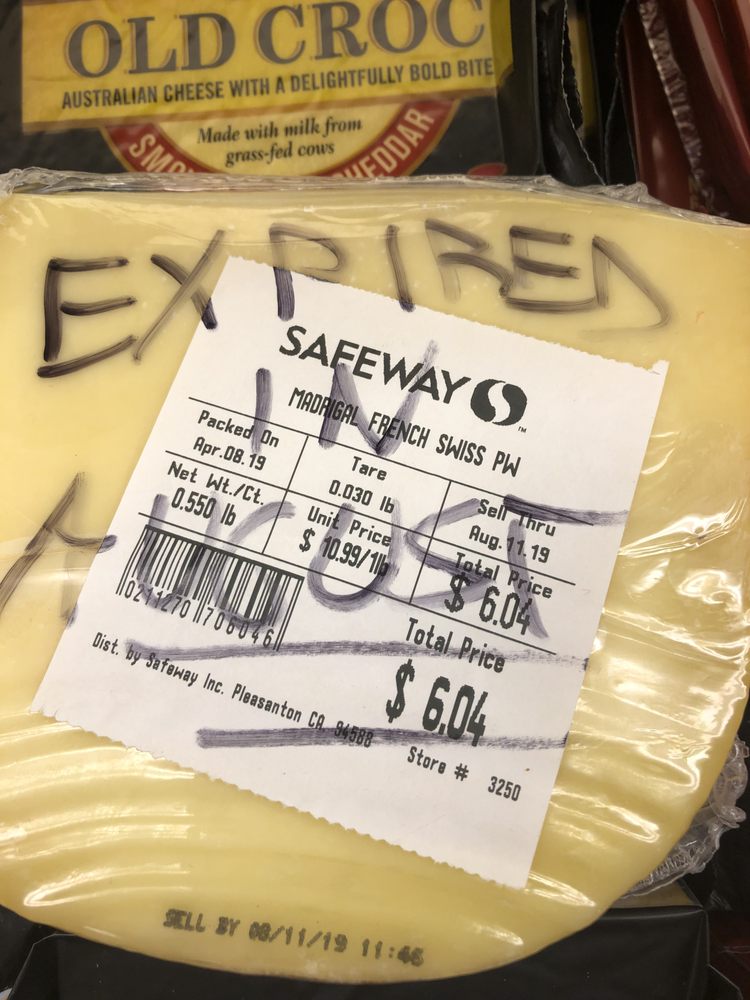 OLD CROC
AUSTRALIAN CHEESE WITH A DELIGHTFULLY BOLD BITE
Made with milk from
grass-fed cows
EXPIRED
IN
AUGUST
SAFEWAY
MADRIGAL FRENCH SWISS PW
Packed On
Apr.08.19
Tare
0.030 lb
Sell Thru
Aug.11.19
Net Wt./Ct.
0.550 lb
Unit Price
$ 10.99/lb
Total Price
$ 6.04
0211270 706046
Total Price
$ 6.04
Dist. by Safeway Inc. Pleasanton CA. 94588
Store # 3250
SELL BY 08/11/19 11:46